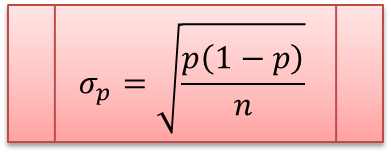 σₚ = √(p(1 − p)/n)